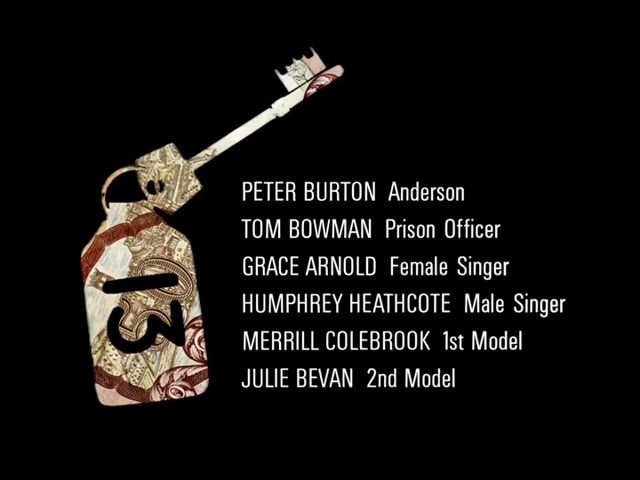 PETER BURTON Anderson
TOM BOWMAN Prison Officer
GRACE ARNOLD Female Singer
HUMPHREY HEATHCOTE Male Singer
MERRILL COLEBROOK 1st Model
JULIE BEVAN 2nd Model
13